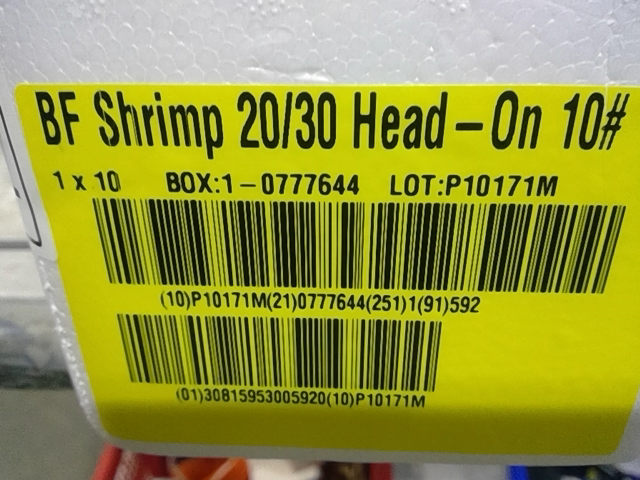 BF Shrimp 20/30 Head-On 10#
1 x 10 BOX:1-0777644 LOT:P10171M
(10)P10171M(21)0777644(251)1(91)592
(01)30815953005920(10)P10171M